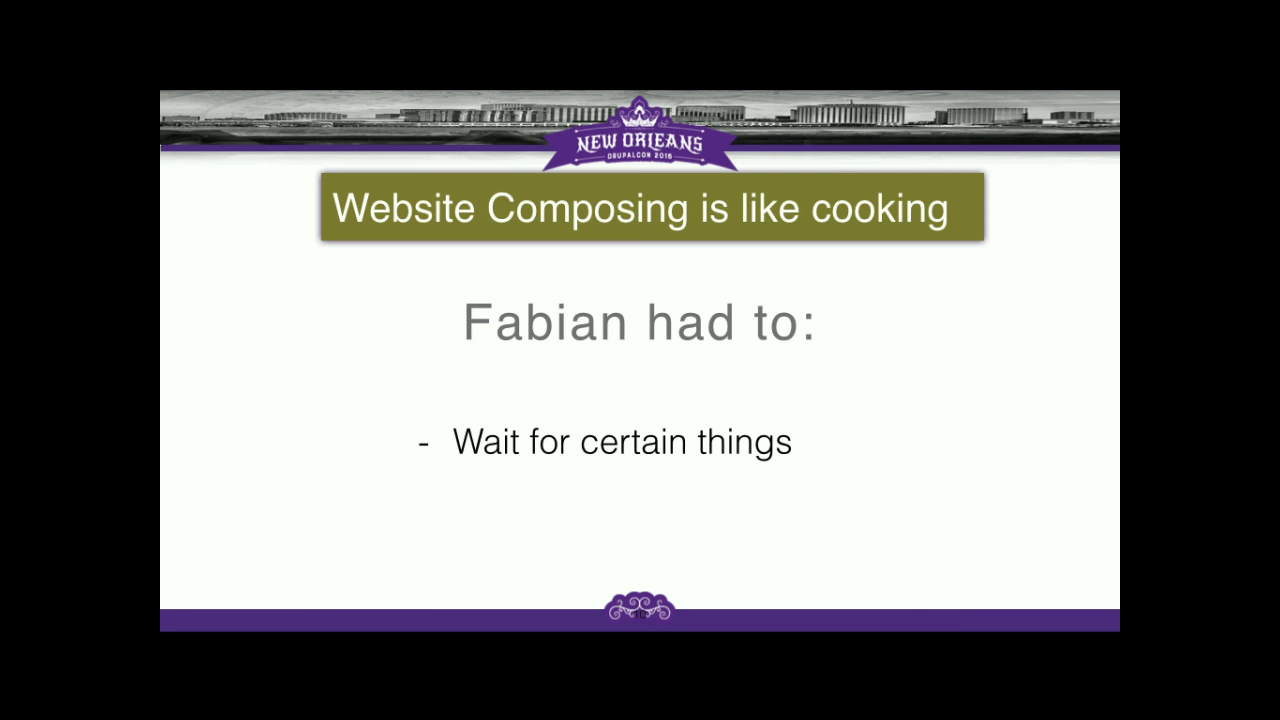 NEW ORLEANS
DRUPALCON 2016
Website Composing is like cooking
Fabian had to:
- Wait for certain things